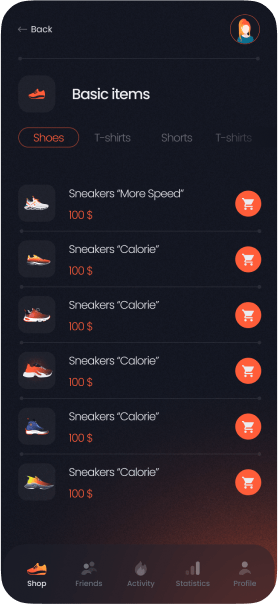 ← Back
Basic items
Shoes T-shirts Shorts T-shirts
Sneakers “More Speed”
100 $
Sneakers “Calorie”
100 $
Sneakers “Calorie”
100 $
Sneakers “Calorie”
100 $
Sneakers “Calorie”
100 $
Sneakers “Calorie”
100 $
Shop Friends Activity Statistics Profile